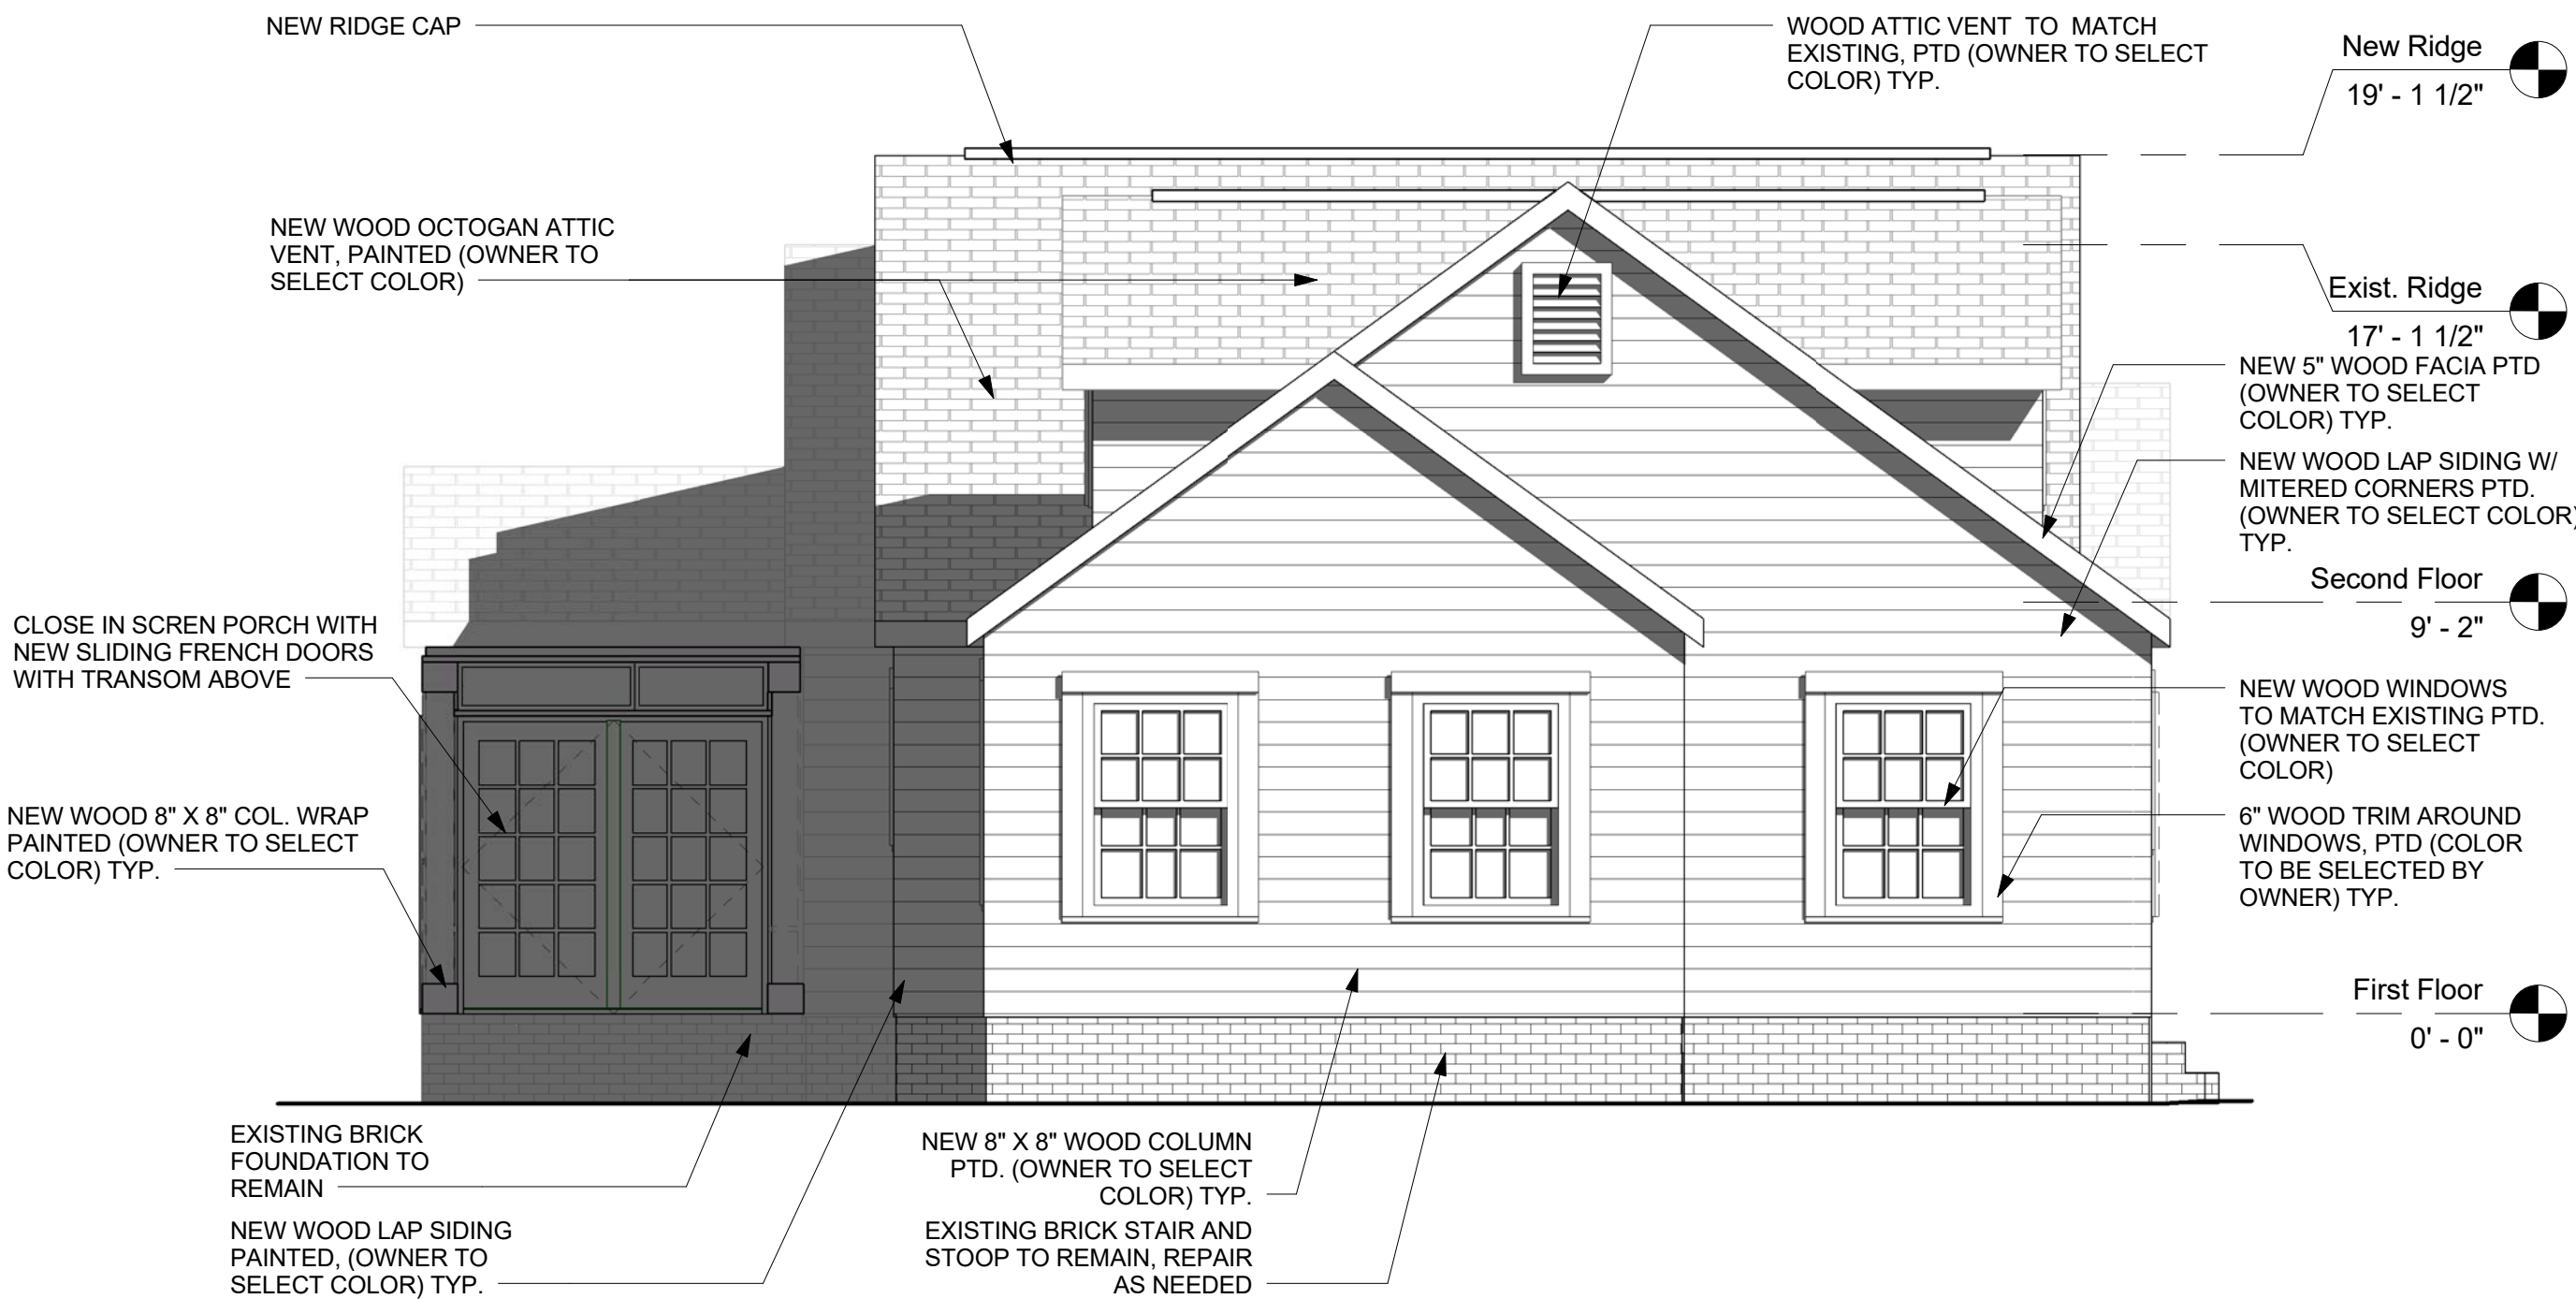 NEW RIDGE CAP
WOOD ATTIC VENT TO MATCH
EXISTING, PTD (OWNER TO SELECT
COLOR) TYP.
New Ridge
19' - 1 1/2"
NEW WOOD OCTOGAN ATTIC
VENT, PAINTED (OWNER TO
SELECT COLOR)
Exist. Ridge
17' - 1 1/2"
NEW 5" WOOD FACIA PTD
(OWNER TO SELECT
COLOR) TYP.
NEW WOOD LAP SIDING W/
MITERED CORNERS PTD.
(OWNER TO SELECT COLOR)
TYP.
Second Floor
9' - 2"
CLOSE IN SCREN PORCH WITH
NEW SLIDING FRENCH DOORS
WITH TRANSOM ABOVE
NEW WOOD WINDOWS
TO MATCH EXISTING PTD.
(OWNER TO SELECT
COLOR)
NEW WOOD 8" X 8" COL. WRAP
PAINTED (OWNER TO SELECT
COLOR) TYP.
6" WOOD TRIM AROUND
WINDOWS, PTD (COLOR
TO BE SELECTED BY
OWNER) TYP.
First Floor
0' - 0"
EXISTING BRICK
FOUNDATION TO
REMAIN
NEW WOOD LAP SIDING
PAINTED, (OWNER TO
SELECT COLOR) TYP.
NEW 8" X 8" WOOD COLUMN
PTD. (OWNER TO SELECT
COLOR) TYP.
EXISTING BRICK STAIR AND
STOOP TO REMAIN, REPAIR
AS NEEDED